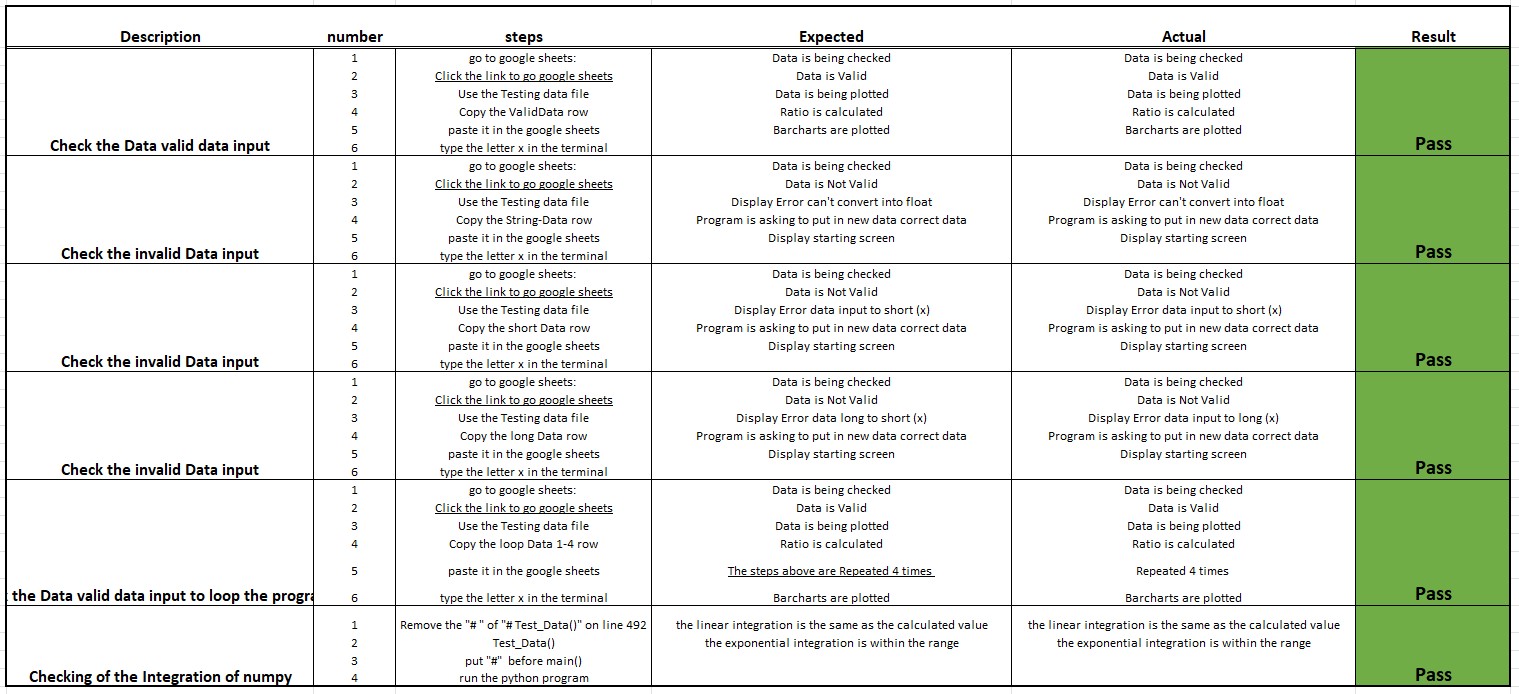 Description number steps Expected Actual Result
1 go to google sheets: Data is being checked Data is being checked
2 Click the link to go google sheets Data is Valid Data is Valid
3 Use the Testing data file Data is being plotted Data is being plotted
4 Copy the ValidData row Ratio is calculated Ratio is calculated
5 paste it in the google sheets Barcharts are plotted Barcharts are plotted
Check the Data valid data input 6 type the letter x in the terminal Pass
1 go to google sheets: Data is being checked Data is being checked
2 Click the link to go google sheets Data is Not Valid Data is Not Valid
3 Use the Testing data file Display Error can't convert into float Display Error can't convert into float
4 Copy the String-Data row Program is asking to put in new data correct data Program is asking to put in new data correct data
5 paste it in the google sheets Display starting screen Display starting screen
Check the invalid Data input 6 type the letter x in the terminal Pass
1 go to google sheets: Data is being checked Data is being checked
2 Click the link to go google sheets Data is Not Valid Data is Not Valid
3 Use the Testing data file Display Error data input to short (x) Display Error data input to short (x)
4 Copy the short Data row Program is asking to put in new data correct data Program is asking to put in new data correct data
5 paste it in the google sheets Display starting screen Display starting screen
Check the invalid Data input 6 type the letter x in the terminal Pass
1 go to google sheets: Data is being checked Data is being checked
2 Click the link to go google sheets Data is Not Valid Data is Not Valid
3 Use the Testing data file Display Error data long to short (x) Display Error data input to long (x)
4 Copy the long Data row Program is asking to put in new data correct data Program is asking to put in new data correct data
5 paste it in the google sheets Display starting screen Display starting screen
Check the invalid Data input 6 type the letter x in the terminal Pass
1 go to google sheets: Data is being checked Data is being checked
2 Click the link to go google sheets Data is Valid Data is Valid
3 Use the Testing data file Data is being plotted Data is being plotted
4 Copy the loop Data 1-4 row Ratio is calculated Ratio is calculated
5 paste it in the google sheets The steps above are Repeated 4 times Repeated 4 times
the Data valid data input to loop the progra 6 type the letter x in the terminal Barcharts are plotted Barcharts are plotted Pass
1 Remove the "# " of "# Test_Data()" on line 492 the linear integration is the same as the calculated value the linear integration is the same as the calculated value
2 Test_Data() the exponential integration is within the range the exponential integration is within the range
3 put "#" before main()
Checking of the Integration of numpy 4 run the python program Pass